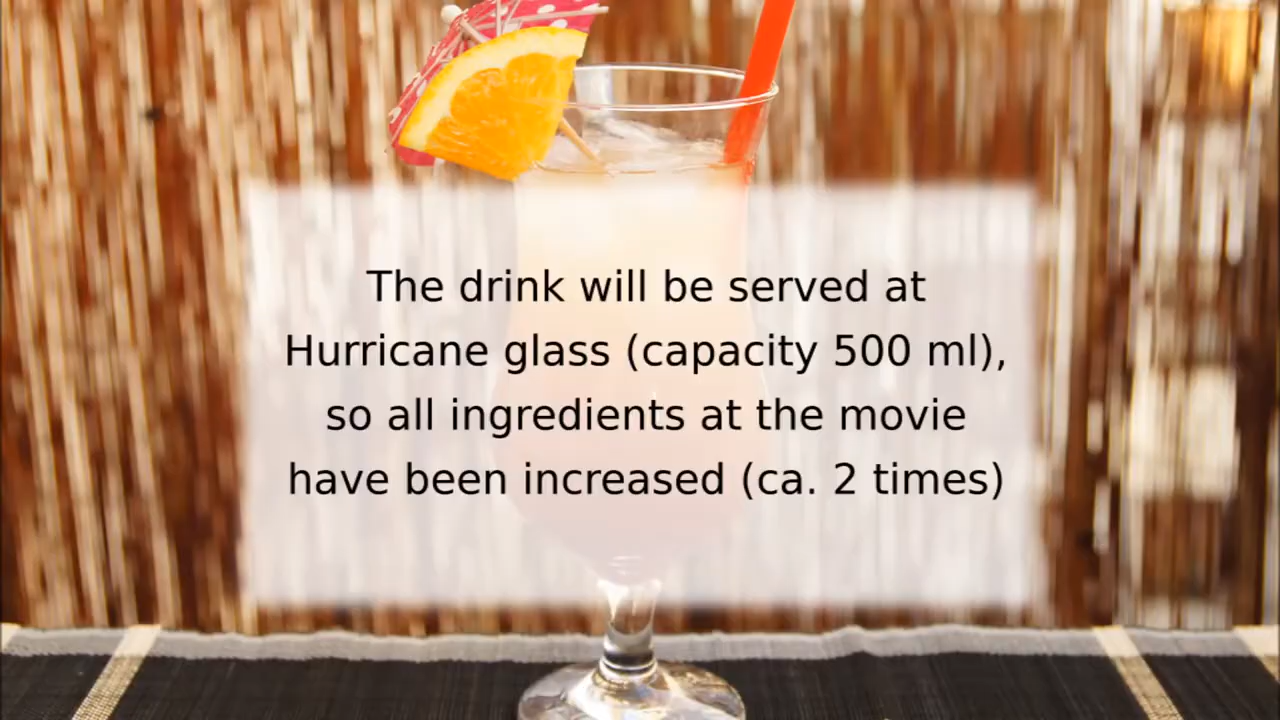 The drink will be served at
Hurricane glass (capacity 500 ml),
so all ingredients at the movie
have been increased (ca. 2 times)